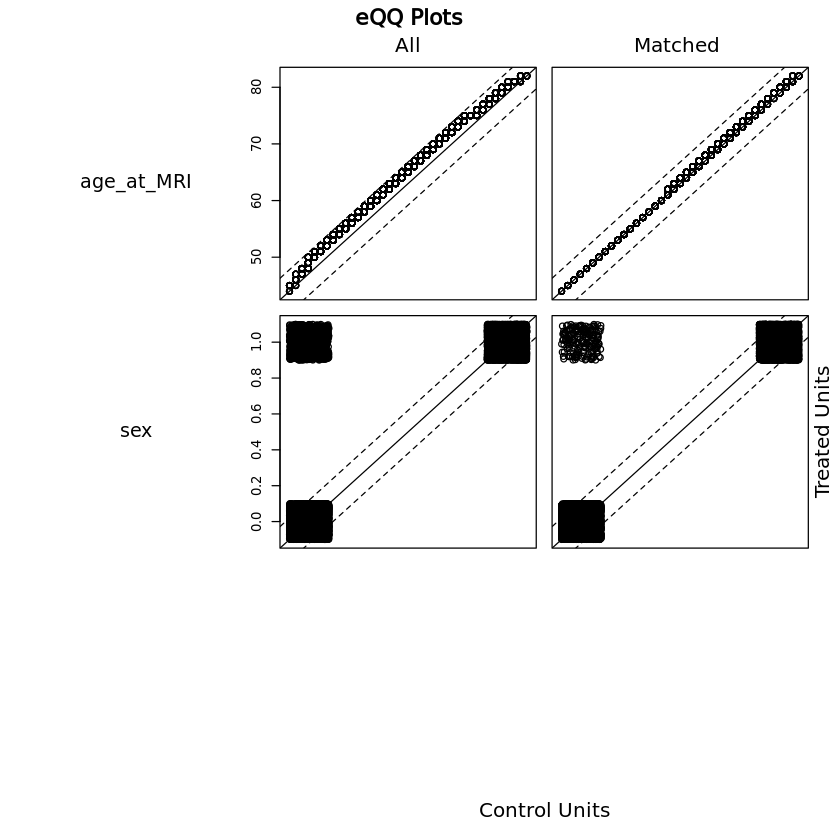 eQQ Plots
All
Matched
age_at_MRI
80
70
60
50
sex
1.0
0.8
0.6
0.4
0.2
0.0
Treated Units
Control Units